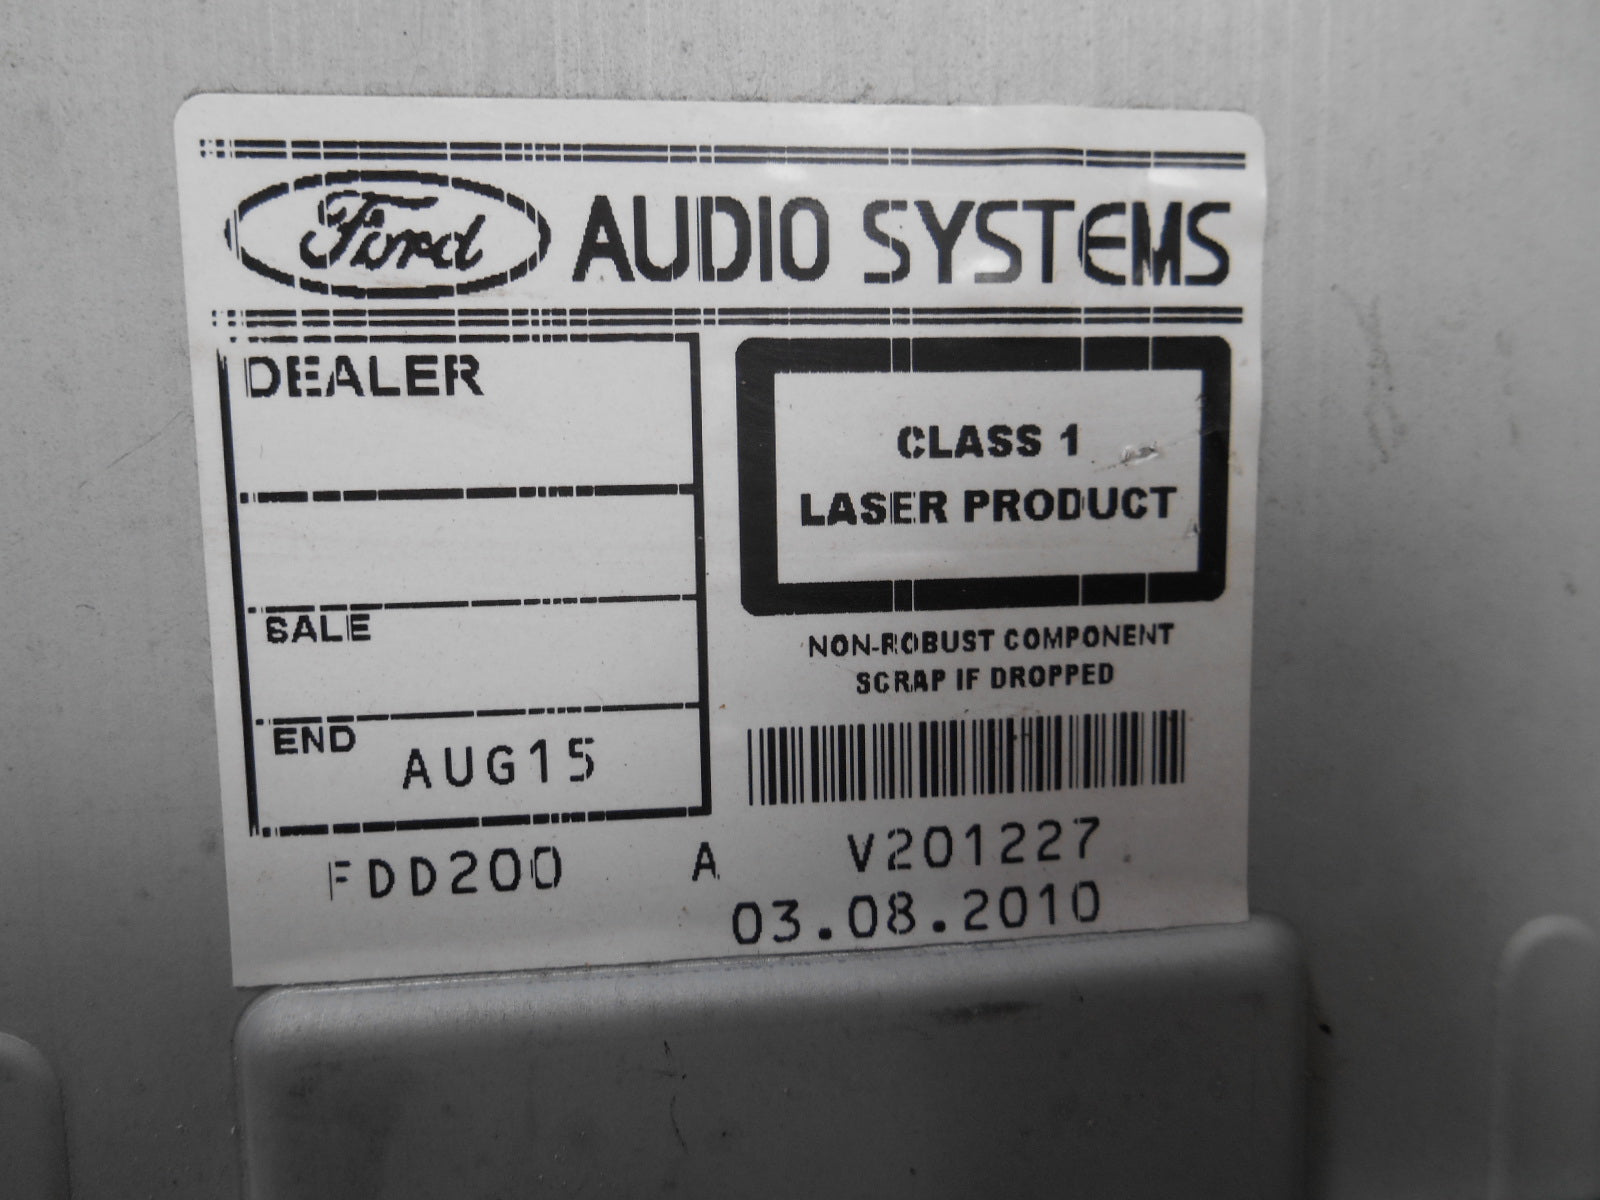 Ford AUDIO SYSTEMS
DEALER
SALE
END AUG15
CLASS 1
LASER PRODUCT
NON-ROBUST COMPONENT
SCRAP IF DROPPED
FDD200 A V201227
03.08.2010